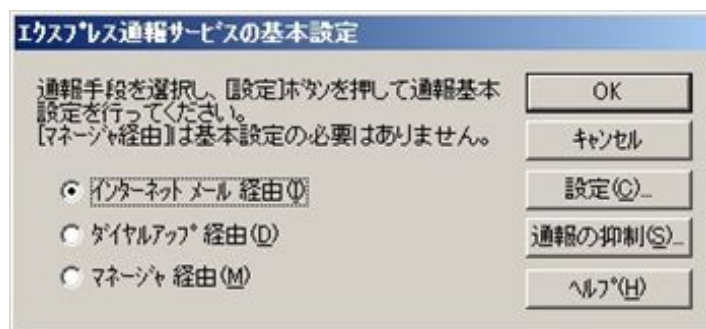 ｴｸｽﾌﾟﾚｽ通報ｻｰﾋﾞｽの基本設定
通報手段を選択し、[設定]ﾎﾞﾀﾝを押して通報基本
設定を行ってください。
[ﾏﾈｰｼﾞｬ経由]は基本設定の必要はありません。
ｲﾝﾀｰﾈｯﾄ ﾒｰﾙ 経由(I)
ﾀﾞｲﾔﾙｱｯﾌﾟ 経由(D)
ﾏﾈｰｼﾞｬ 経由(M)
OK
ｷｬﾝｾﾙ
設定(C)...
通報の抑制(S)...
ﾍﾙﾌﾟ(H)